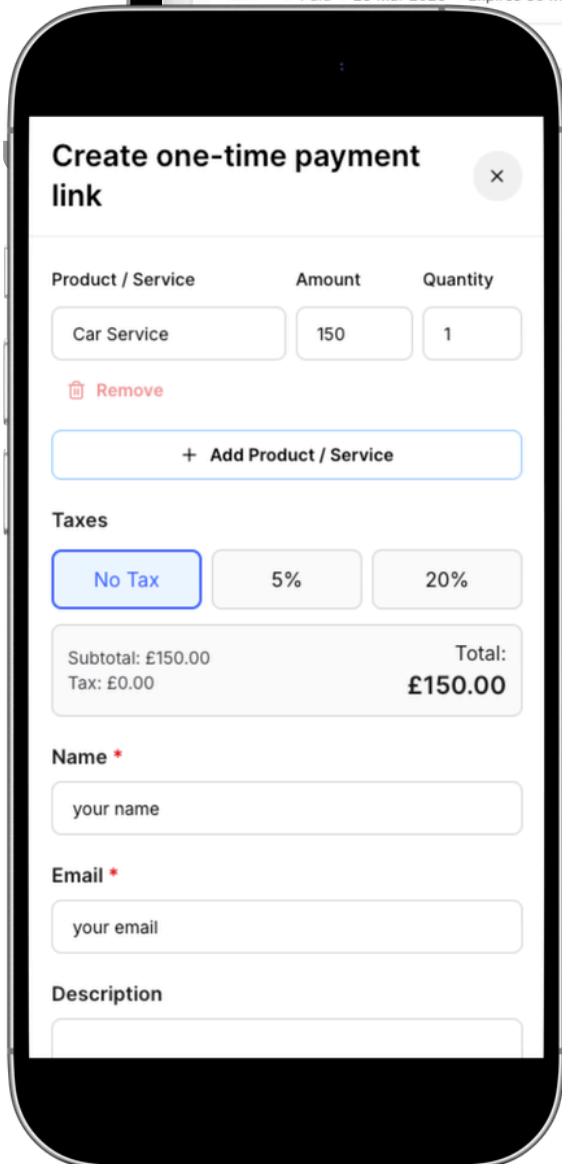 Create one-time payment
link
Product / Service Amount Quantity
Car Service 150 1
Remove
+ Add Product / Service
Taxes
No Tax 5% 20%
Subtotal: £150.00 Total:
Tax: £0.00 £150.00
Name *
your name
Email *
your email
Description